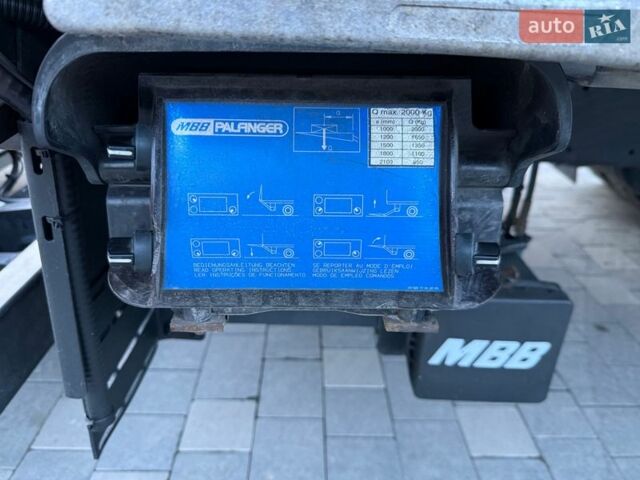 auto RIA
.com
MBB PALFINGER
Q max. 2000 Kg
a (mm) Q (Kg)
1000 2000
1200 1650
1500 1350
1800 1100
2100 950
BEDIENUNGSANLEITUNG BEACHTEN
READ OPERATING INSTRUCTIONS
LER INSTRUÇÕES DE FUNCIONAMENTO
SE REPORTER AU MODE D'EMPLOI
GEBRUIKSAANWIJZING LEZEN
MODO DE EMPLEO COMANDOS
MBB